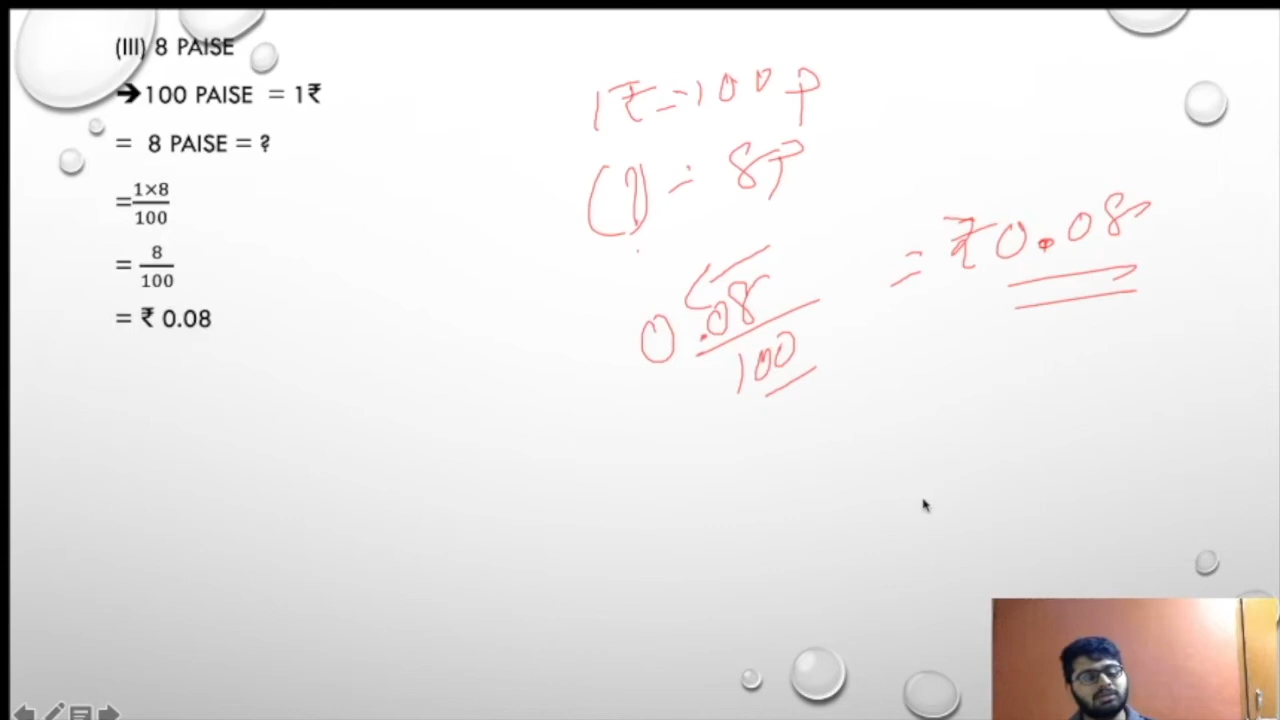 (III) 8 PAISE
➔100 PAISE = 1₹
= 8 PAISE = ?
=1×8/100
= 8/100
= ₹ 0.08
1₹=100 P
( ) = 8P
0.08/100
= ₹0.08